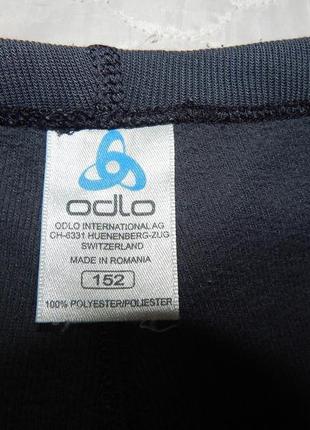 odlo
ODLO INTERNATIONAL AG
CH-6331 HUENENBERG-ZUG
SWITZERLAND
MADE IN ROMANIA
152
100% POLYESTER/POLIESTER